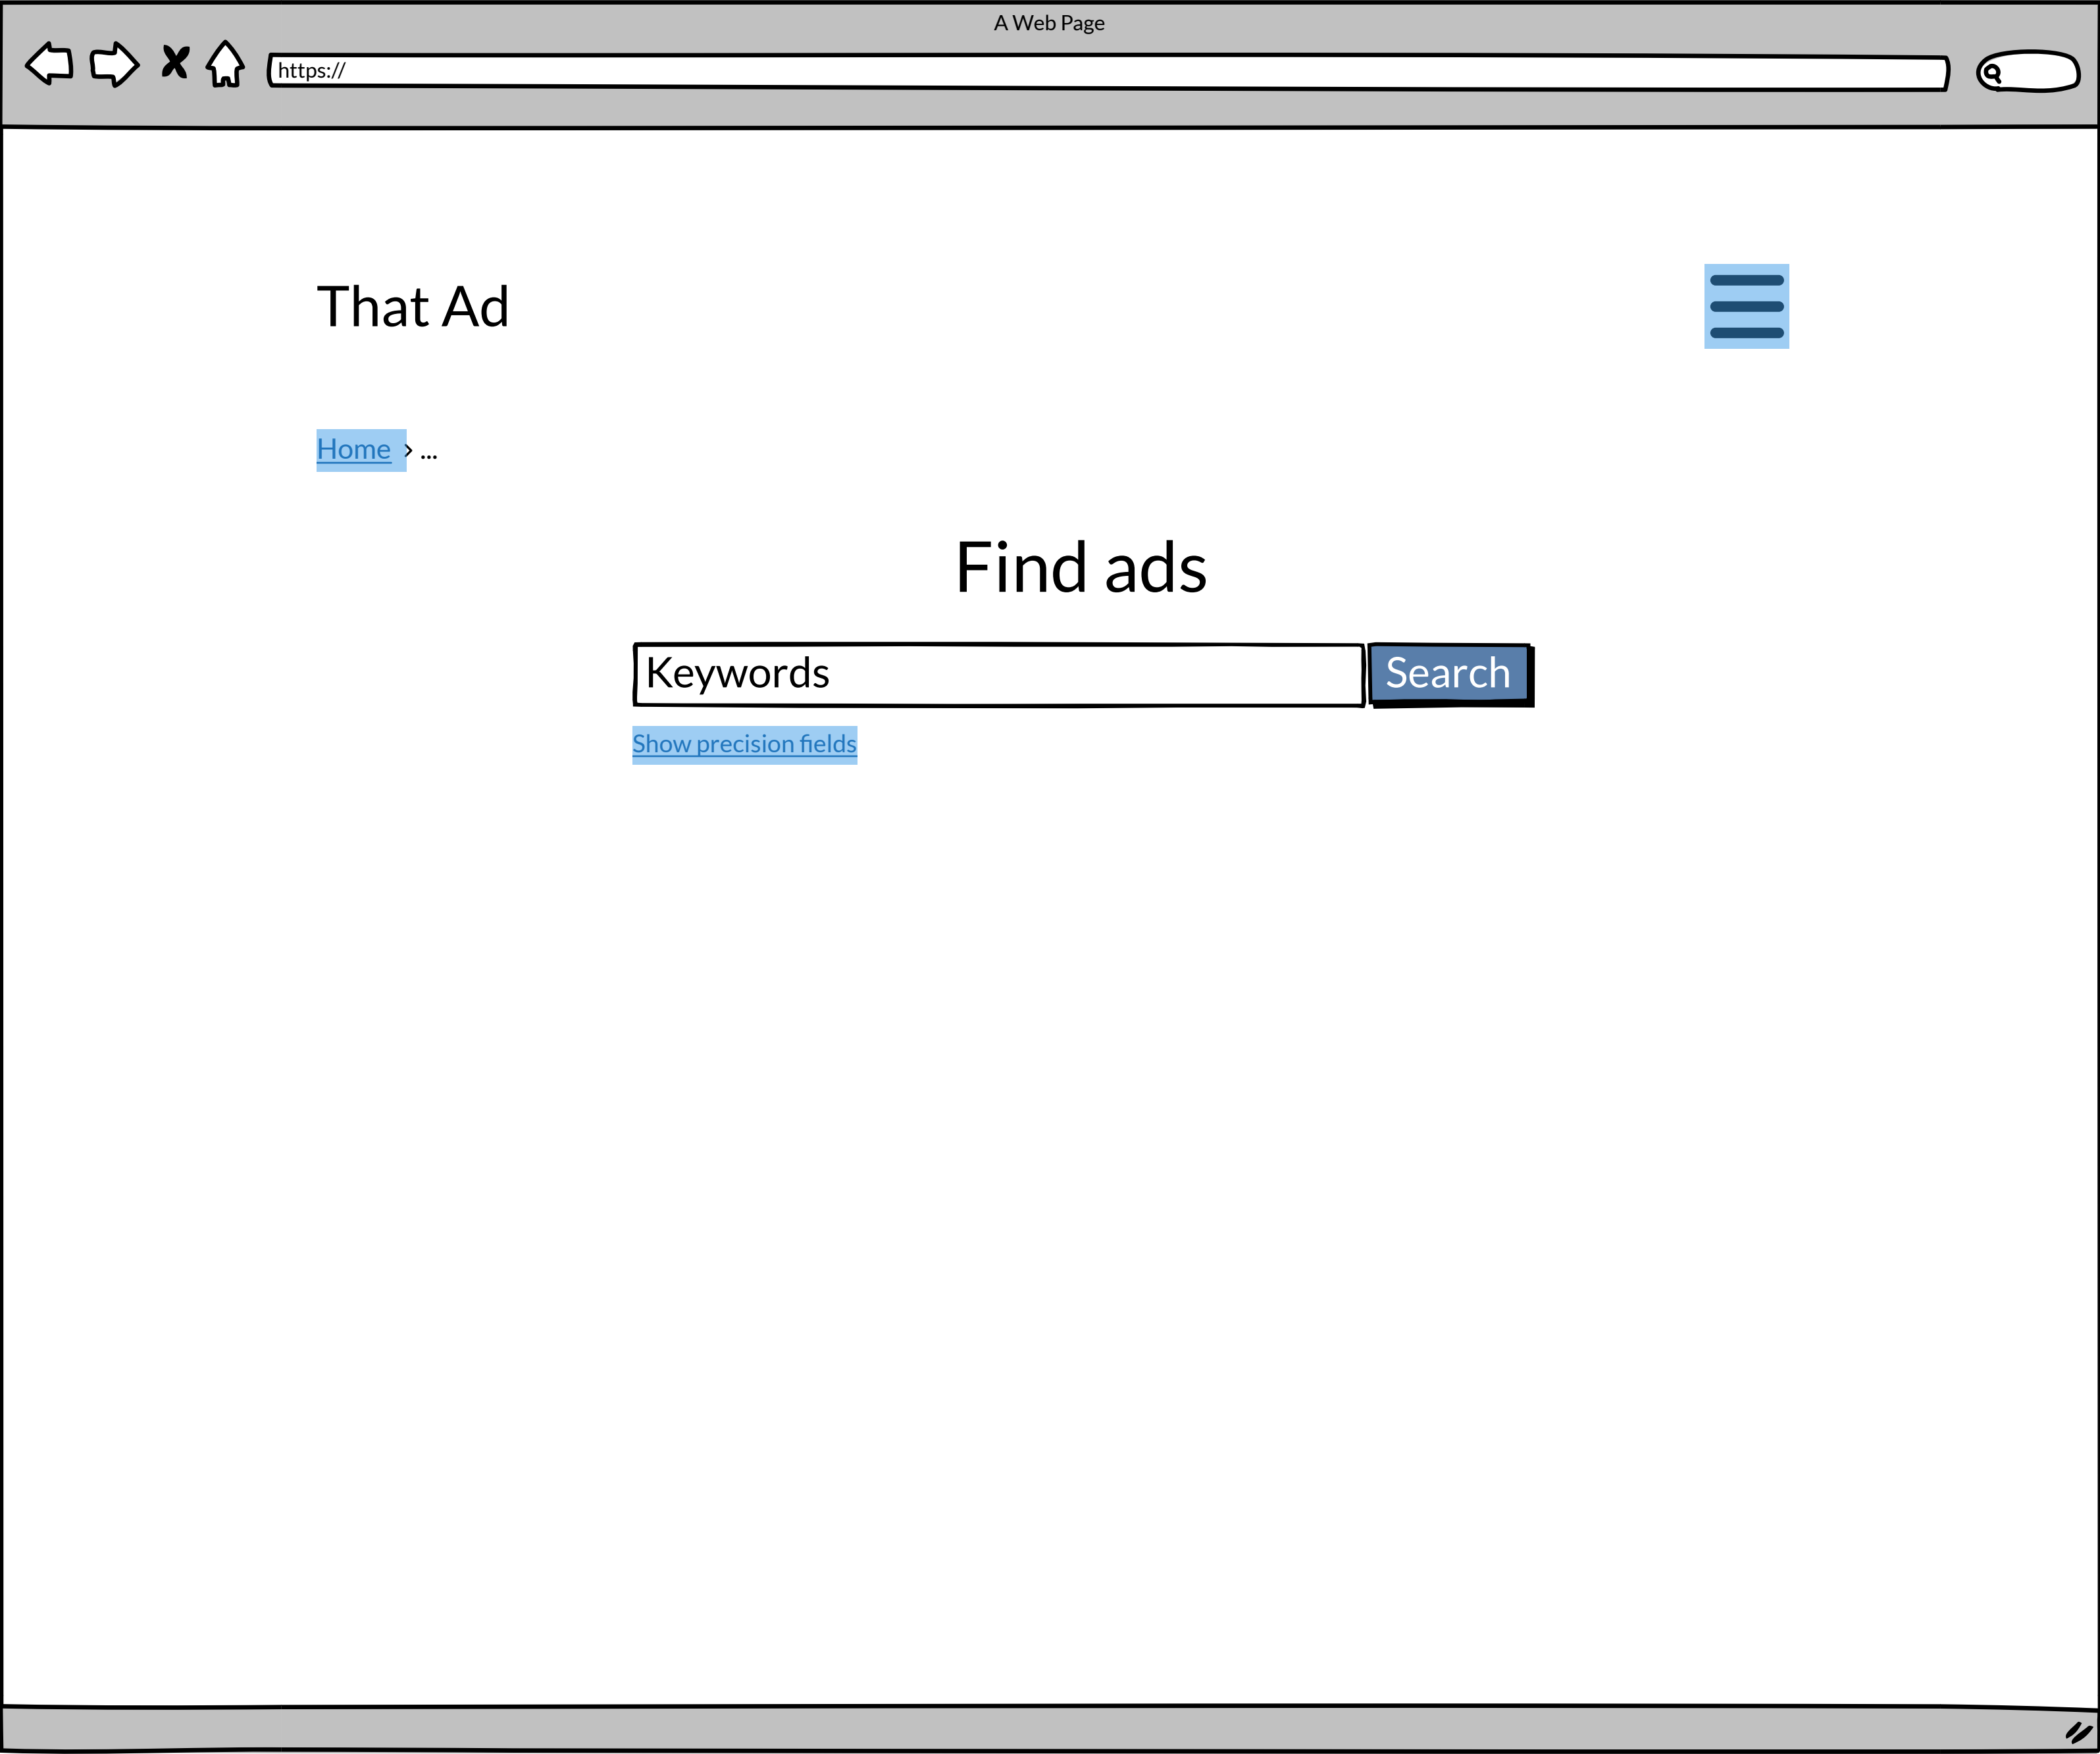 A Web Page
https://
That Ad
Home > ...
Find ads
Keywords
Search
Show precision fields